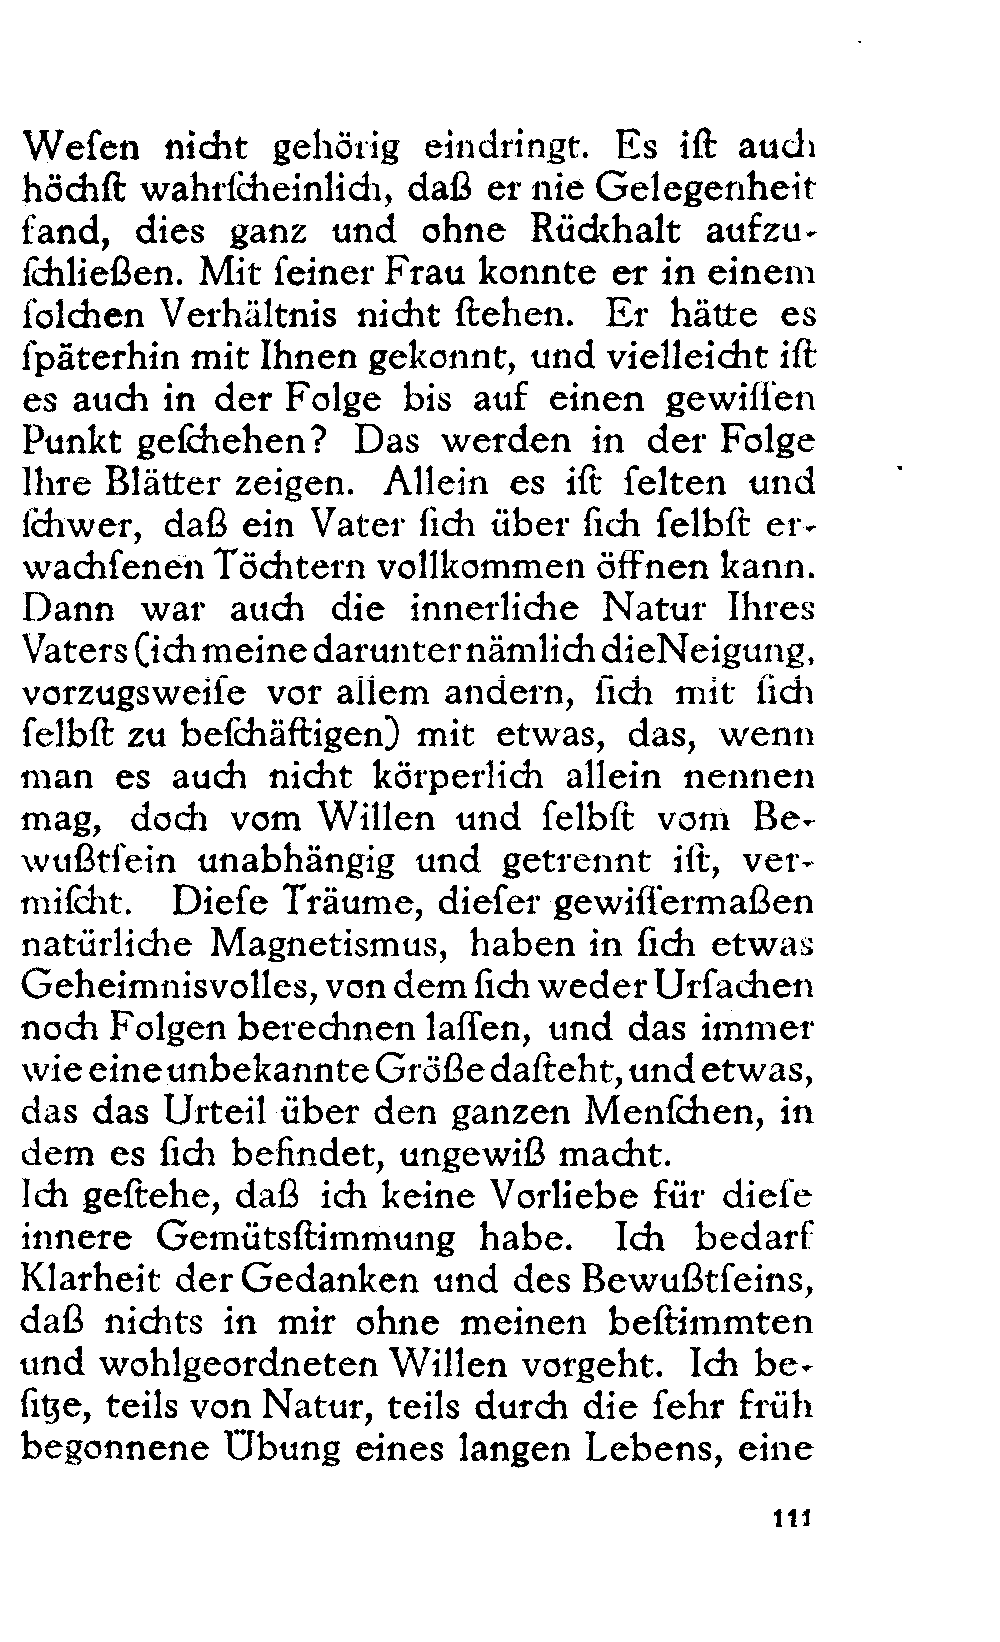 Weſen nicht gehörig eindringt. Es iſt auch
höchſt wahrſcheinlich, daß er nie Gelegenheit
fand, dies ganz und ohne Rückhalt aufzu-
ſchließen. Mit ſeiner Frau konnte er in einem
ſolchen Verhältnis nicht ſtehen. Er hätte es
ſpäterhin mit Ihnen gekonnt, und vielleicht iſt
es auch in der Folge bis auf einen gewiſſen
Punkt geſchehen? Das werden in der Folge
Ihre Blätter zeigen. Allein es iſt ſelten und
ſchwer, daß ein Vater ſich über ſich ſelbſt er-
wachſenen Töchtern vollkommen öffnen kann.
Dann war auch die innerliche Natur Ihres
Vaters (ich meine darunter nämlich die Neigung,
vorzugsweiſe vor allem andern, ſich mit ſich
ſelbſt zu beſchäftigen) mit etwas, das, wenn
man es auch nicht körperlich allein nennen
mag, doch vom Willen und ſelbſt vom Be-
wußtſein unabhängig und getrennt iſt, ver-
miſcht. Dieſe Träume, dieſer gewiſſermaßen
natürliche Magnetismus, haben in ſich etwas
Geheimnisvolles, von dem ſich weder Urſachen
noch Folgen berechnen laſſen, und das immer
wie eine unbekannte Größe daſteht, und etwas,
das das Urteil über den ganzen Menſchen, in
dem es ſich befindet, ungewiß macht.
Ich geſtehe, daß ich keine Vorliebe für dieſe
innere Gemütsſtimmung habe. Ich bedarf
Klarheit der Gedanken und des Bewußtſeins,
daß nichts in mir ohne meinen beſtimmten
und wohlgeordneten Willen vorgeht. Ich be-
ſitze, teils von Natur, teils durch die ſehr früh
begonnene Übung eines langen Lebens, eine
111